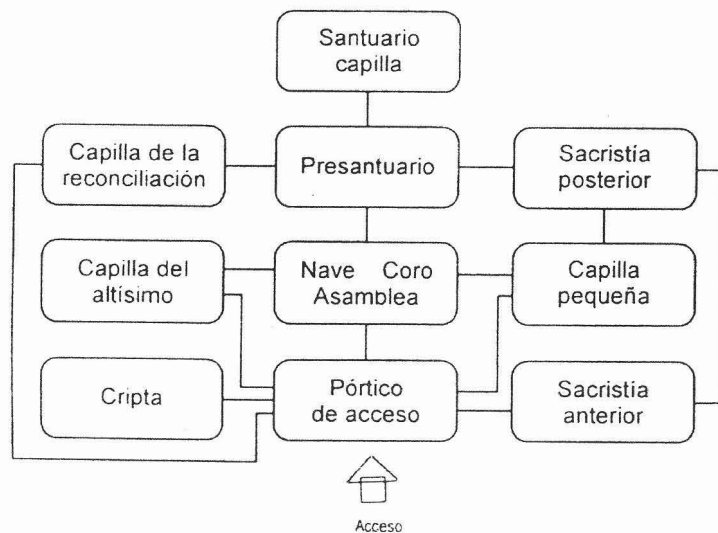 Santuario
capilla
Capilla de la
reconciliación
Presantuario
Sacristía
posterior
Capilla del
altísimo
Nave Coro
Asamblea
Capilla
pequeña
Cripta
Pórtico
de acceso
Sacristía
anterior
Acceso